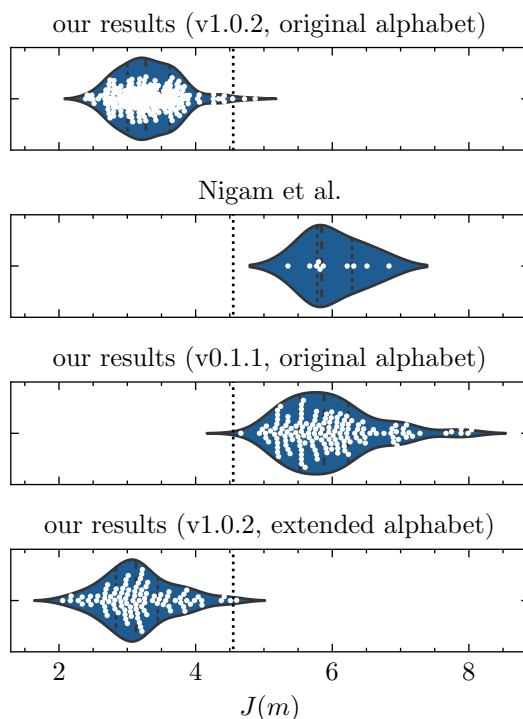 our results (v1.0.2, original alphabet)
Nigam et al.
our results (v0.1.1, original alphabet)
our results (v1.0.2, extended alphabet)
2 4 6 8
J(m)